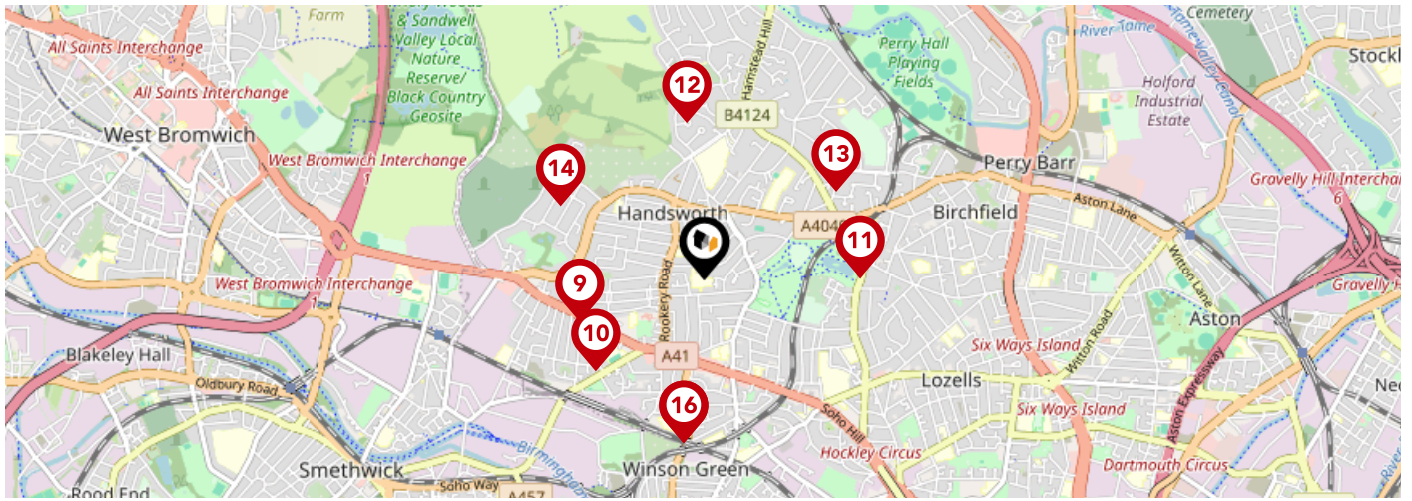 Farm
& Sandwell
Valley Local
Nature
Reserve/
Black Country
Geosite
All Saints Interchange
All Saints Interchange
West Bromwich
West Bromwich Interchange
1
14
12
Hamstead Hill
B4124
13
Perry Hall
Playing
Fields
River Tame
Tame Valley Canal
Cemetery
Holford
Industrial
Estate
Perry Barr
Gravelly Hill Interchan
6
Handsworth
A404
11
Birchfield
Aston Lane
Witton Lane
Gravelly H
West Bromwich Interchange
1
9
10
Rookery Road
A41
Six Ways Island
Witton Road
Aston
Blakeley Hall
Oldbury Road
Lozells
Six Ways Island
Aston Expressway
16
Soho Hill
Hockley Circus
Dartmouth Circus
Smethwick
Winson Green
Soho Way
A457
Rood End